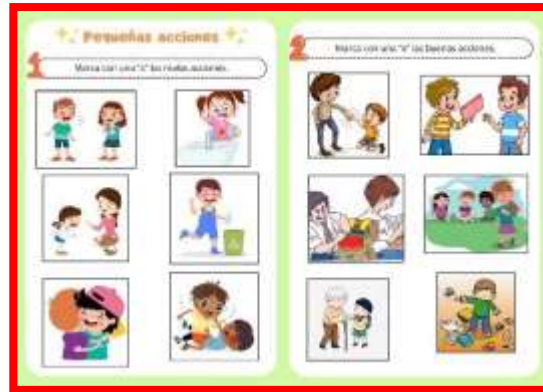 Pequeñas acciones
1
Marca con una "x" las malas acciones.
2
Marca con una "x" las buenas acciones.